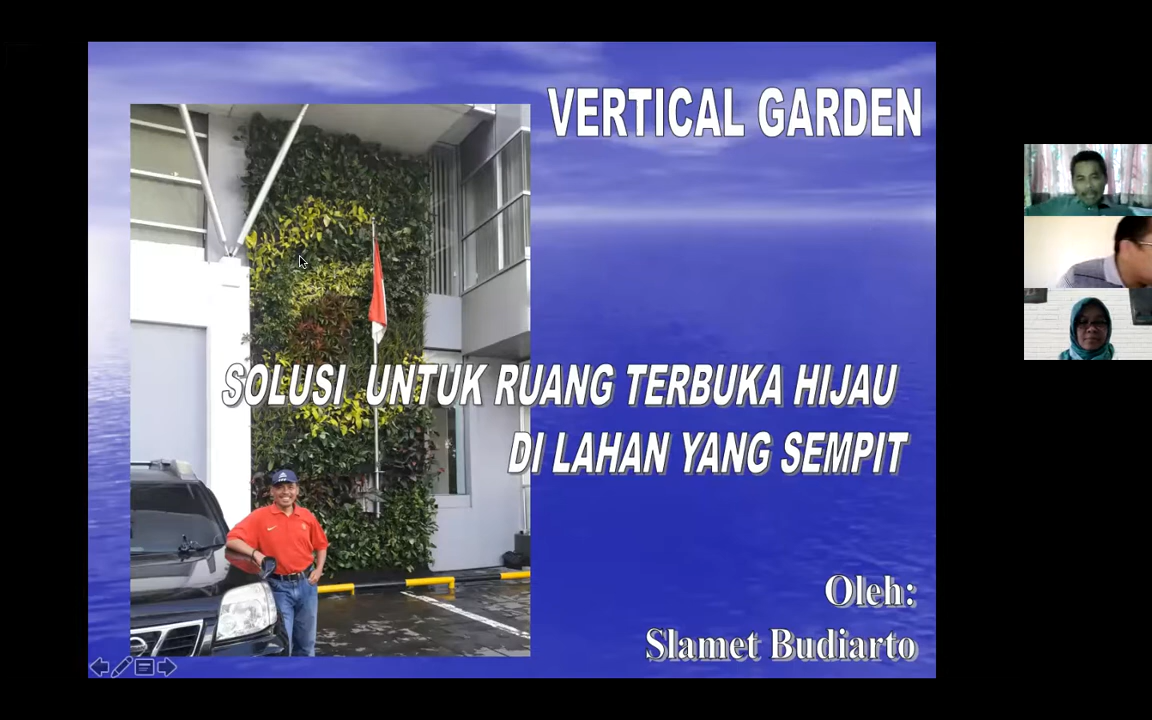 VERTICAL GARDEN
SOLUSI UNTUK RUANG TERBUKA HIJAU
DI LAHAN YANG SEMPIT
Oleh:
Slamet Budiarto